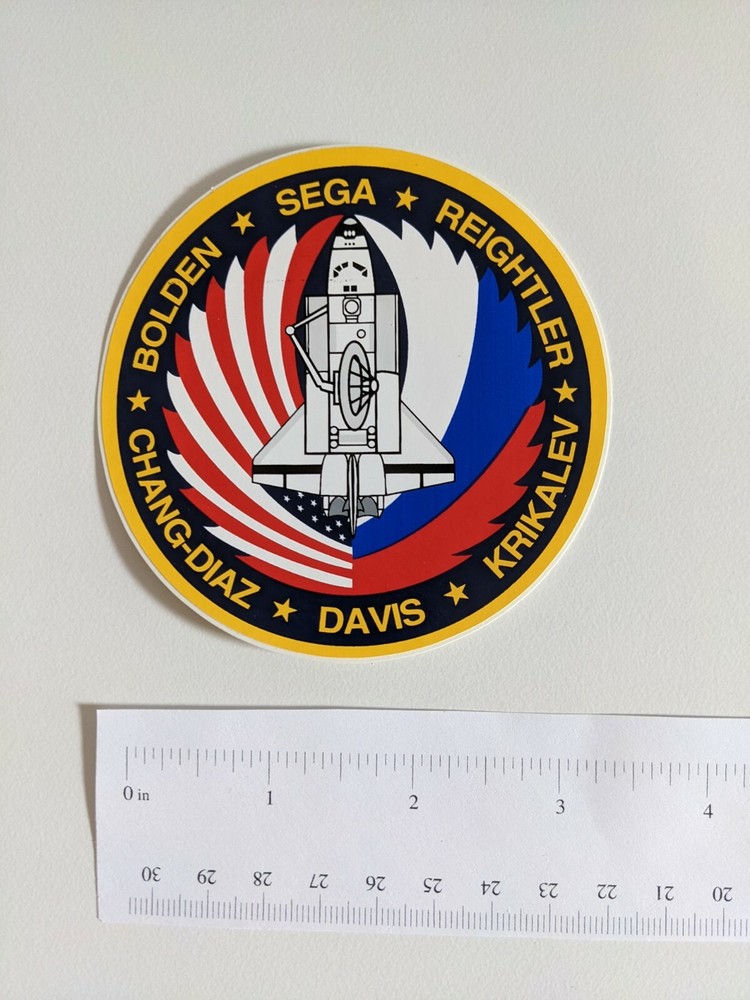 BOLDEN ★ SEGA ★ REIGHTLER ★ KRIKALEV ★ DAVIS ★ CHANG-DIAZ ★
0 in 1 2 3 4
30 29 28 27 26 25 24 23 22 21 20